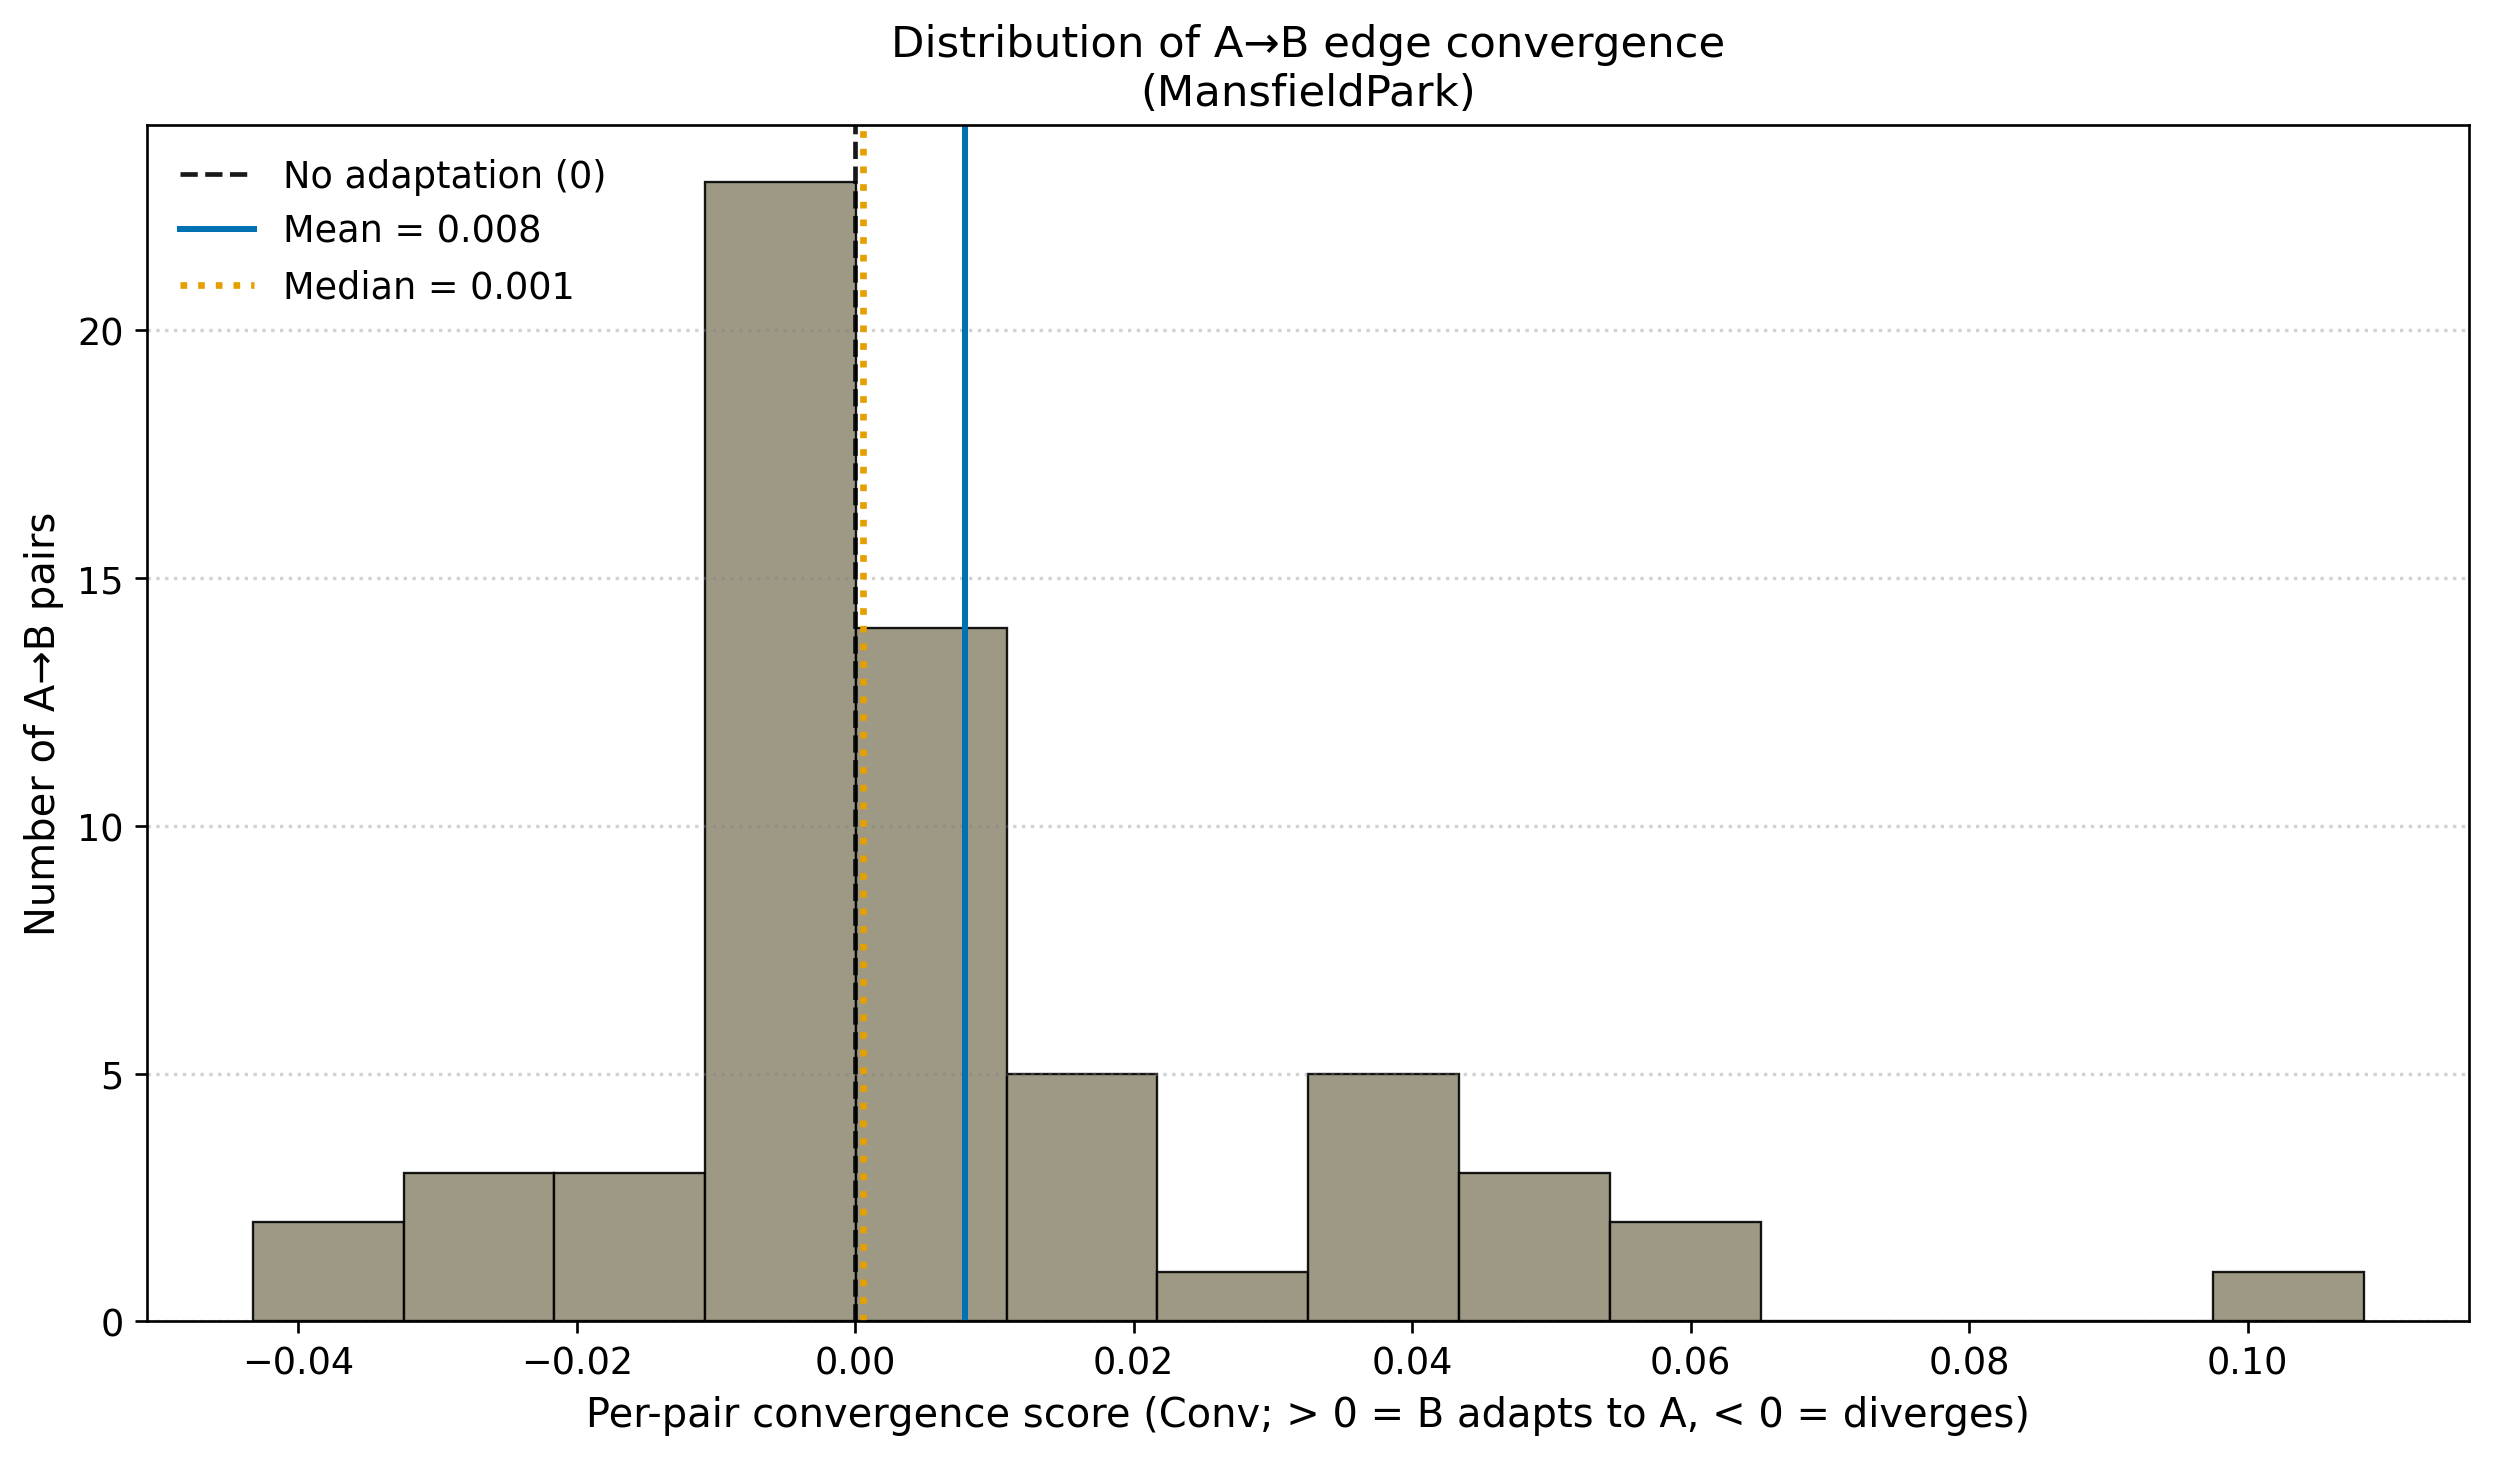 Distribution of A→B edge convergence
(MansfieldPark)
No adaptation (0)
Mean = 0.008
Median = 0.001
Number of A→B pairs
20
15
10
5
0
−0.04
−0.02
0.00
0.02
0.04
0.06
0.08
0.10
Per-pair convergence score (Conv; > 0 = B adapts to A, < 0 = diverges)